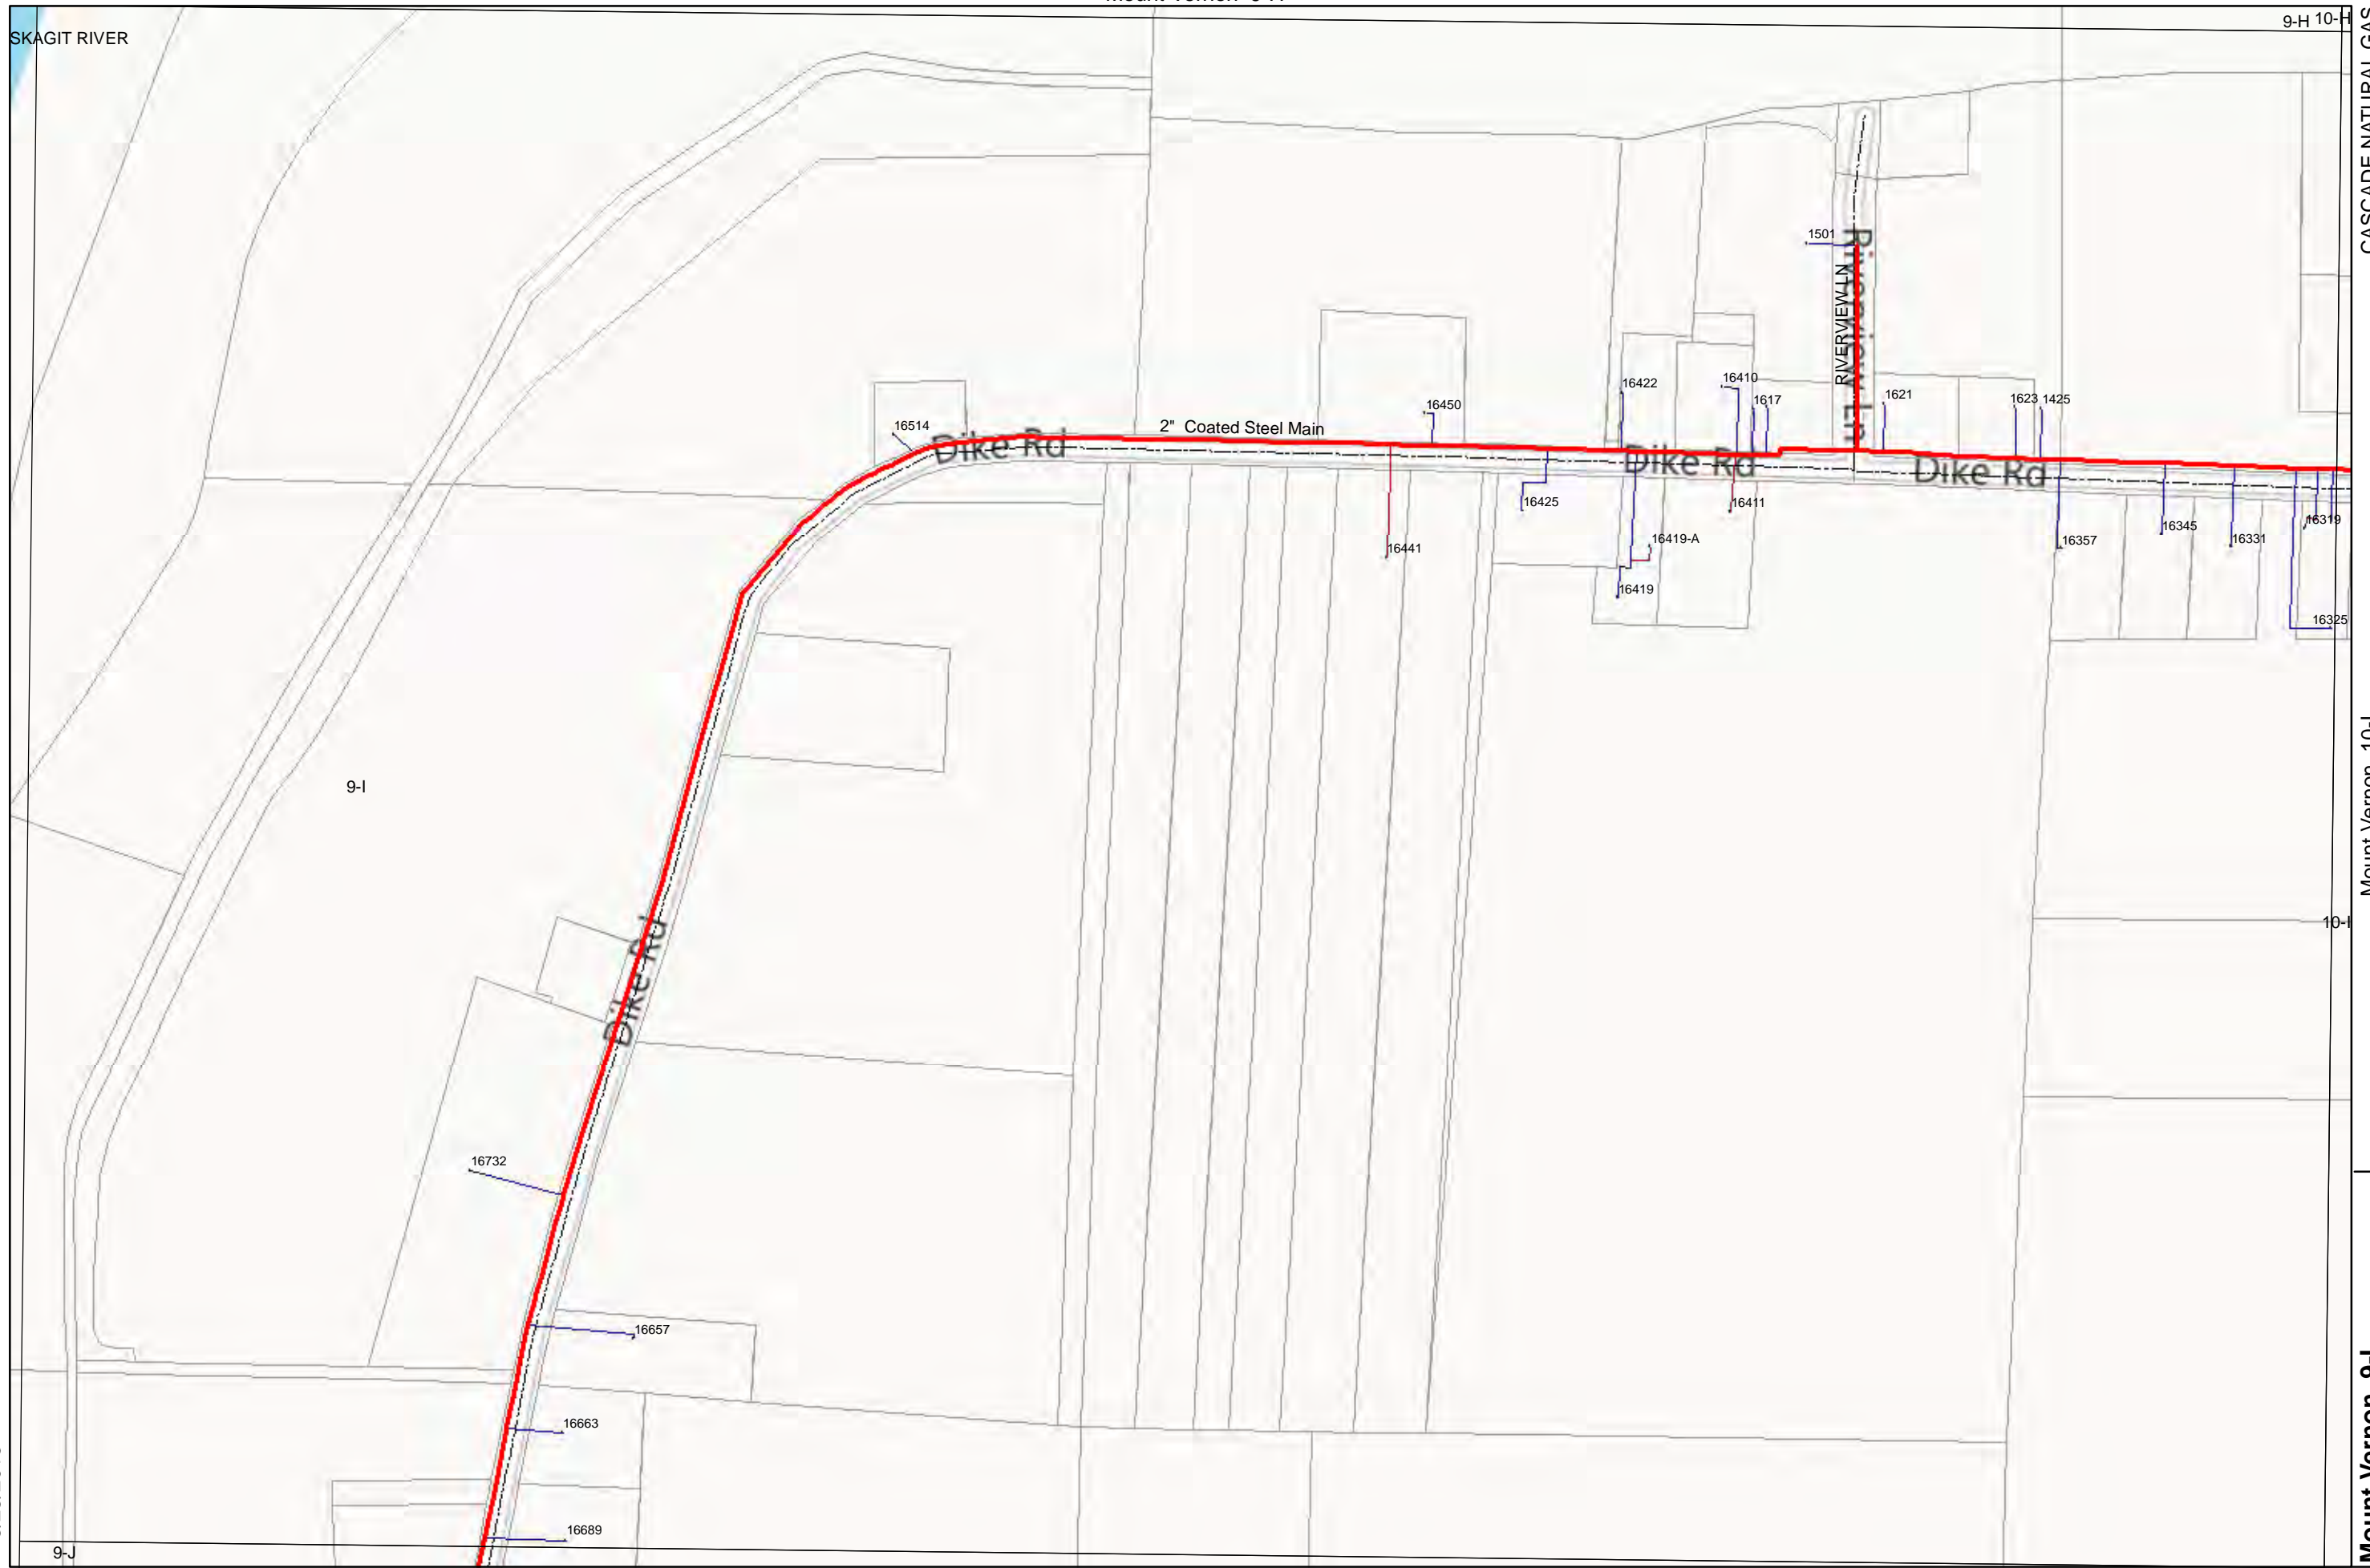 SKAGIT RIVER
9-H 10-H
CASCADE NATURAL GAS
1501
Riverview Ln
RIVERVIEW LN
16422
16410
1617
1621
1623
1425
16450
16514
2" Coated Steel Main
Dike Rd
Dike Rd
Dike Rd
16425
16411
16319
16345
16331
16357
16441
16419-A
16419
16325
9-I
Mount Vernon 10-I
10-I
Dike Rd
16732
16657
16663
16689
9-J
Mount Vernon 9-I